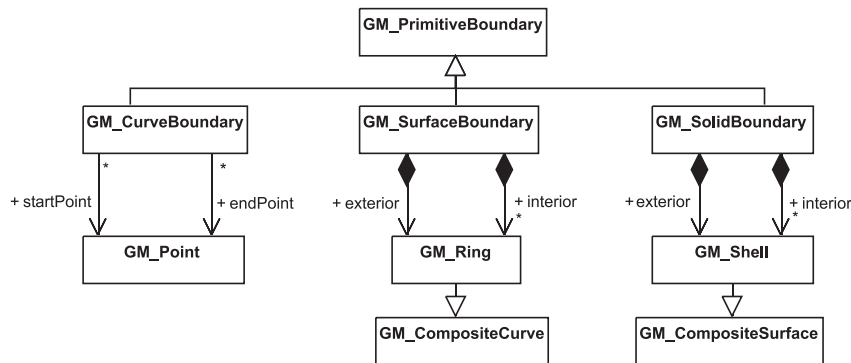 GM_PrimitiveBoundary
GM_CurveBoundary
GM_SurfaceBoundary
GM_SolidBoundary
*
*
+ startPoint
+ endPoint
+ exterior
+ interior
*
+ exterior
+ interior
*
GM_Point
GM_Ring
GM_Shell
GM_CompositeCurve
GM_CompositeSurface